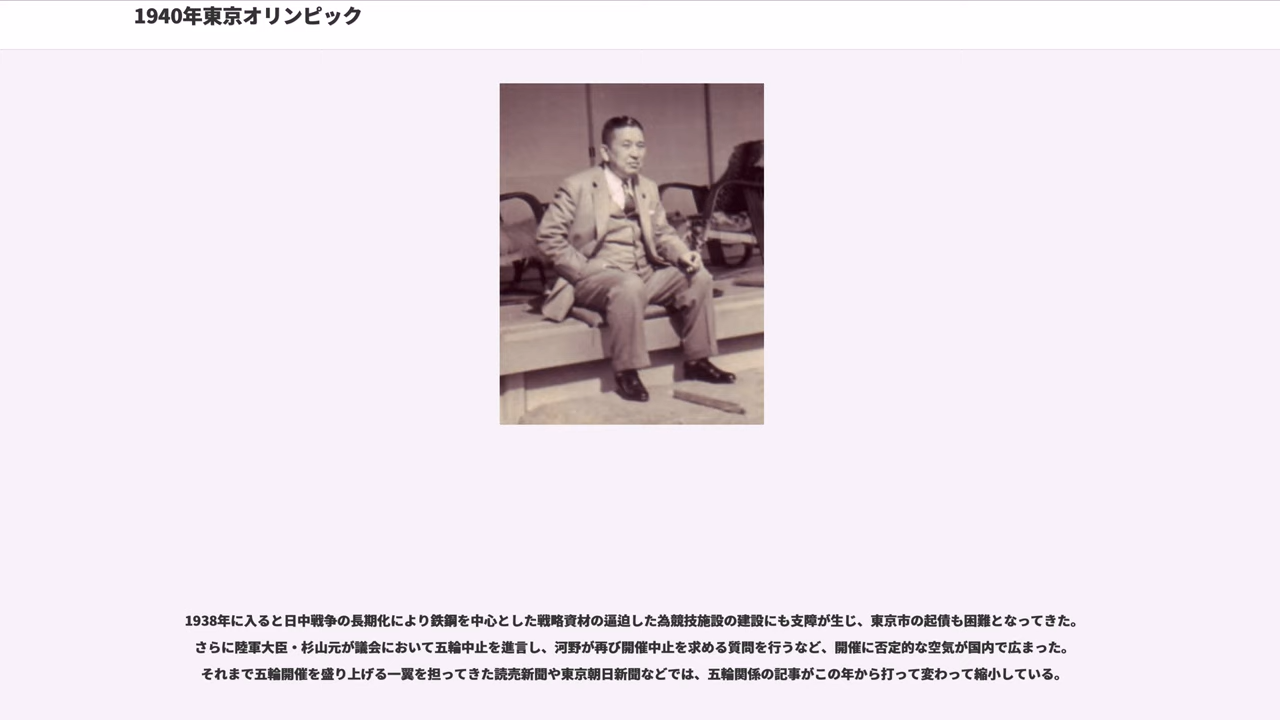 1940年東京オリンピック
1938年に入ると日中戦争の長期化により鉄鋼を中心とした戦略資材の逼迫した為競技施設の建設にも支障が生じ、東京市の起債も困難となってきた。
さらに陸軍大臣・杉山元が議会において五輪中止を進言し、河野が再び開催中止を求める質問を行うなど、開催に否定的な空気が国内で広まった。
それまで五輪開催を盛り上げる一翼を担ってきた読売新聞や東京朝日新聞などでは、五輪関係の記事がこの年から打って変わって縮小している。